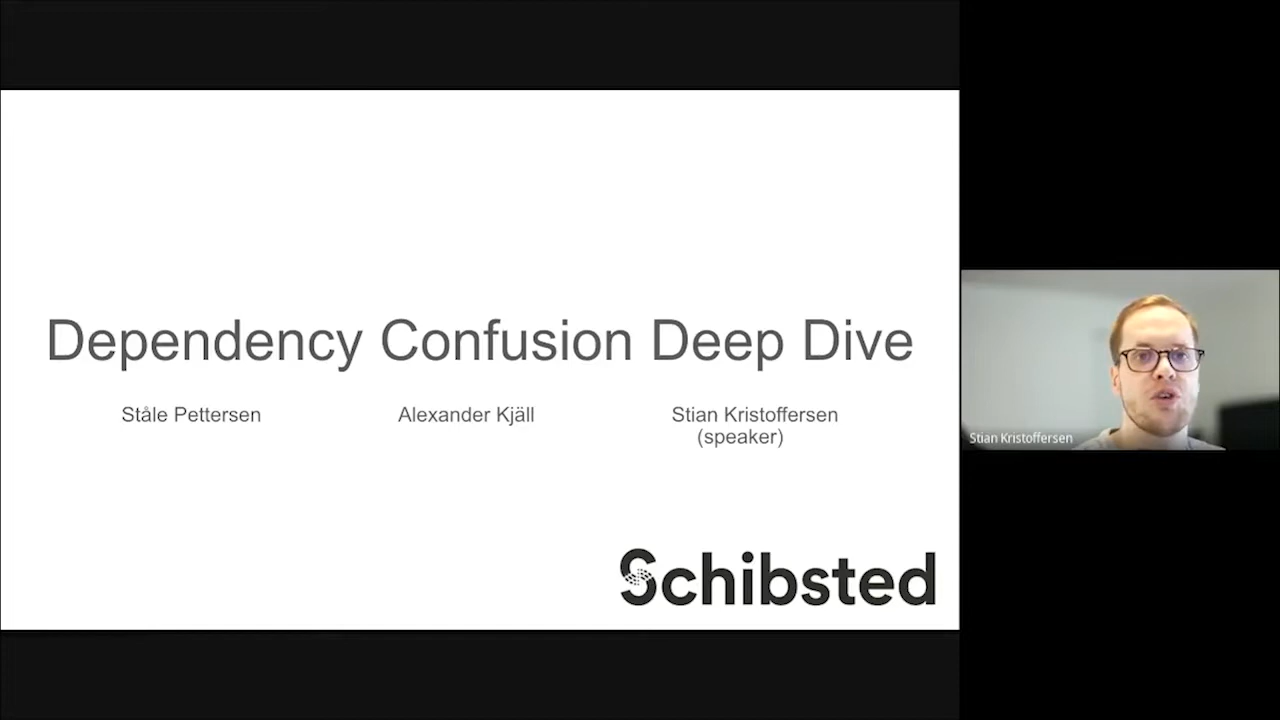 Dependency Confusion Deep Dive
Ståle Pettersen
Alexander Kjäll
Stian Kristoffersen
(speaker)
Schibsted
Stian Kristoffersen